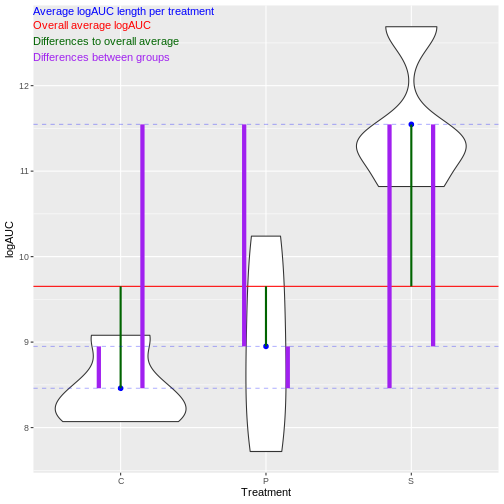 Average logAUC length per treatment
Overall average logAUC
Differences to overall average
Differences between groups
12
11
10
9
8
logAUC
C P S
Treatment